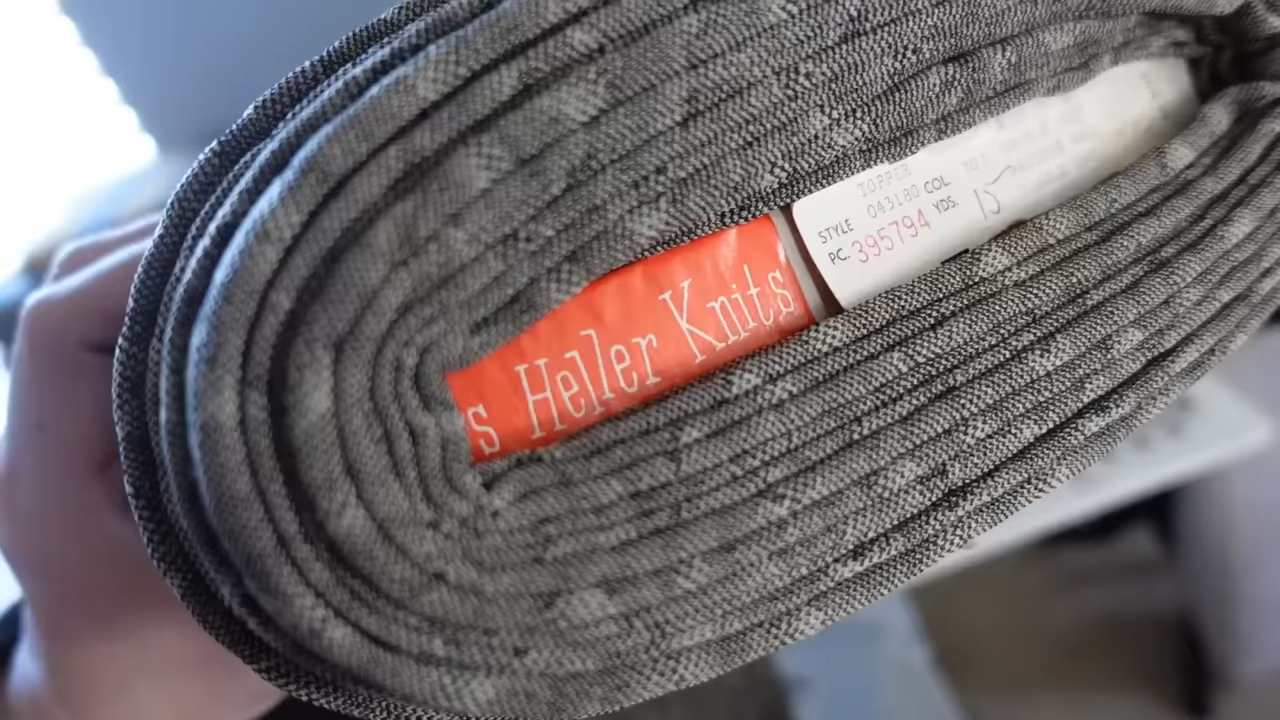 s Heller Knits
TOPPER
STYLE 043180 COL
PC. 395794 YDS. 15